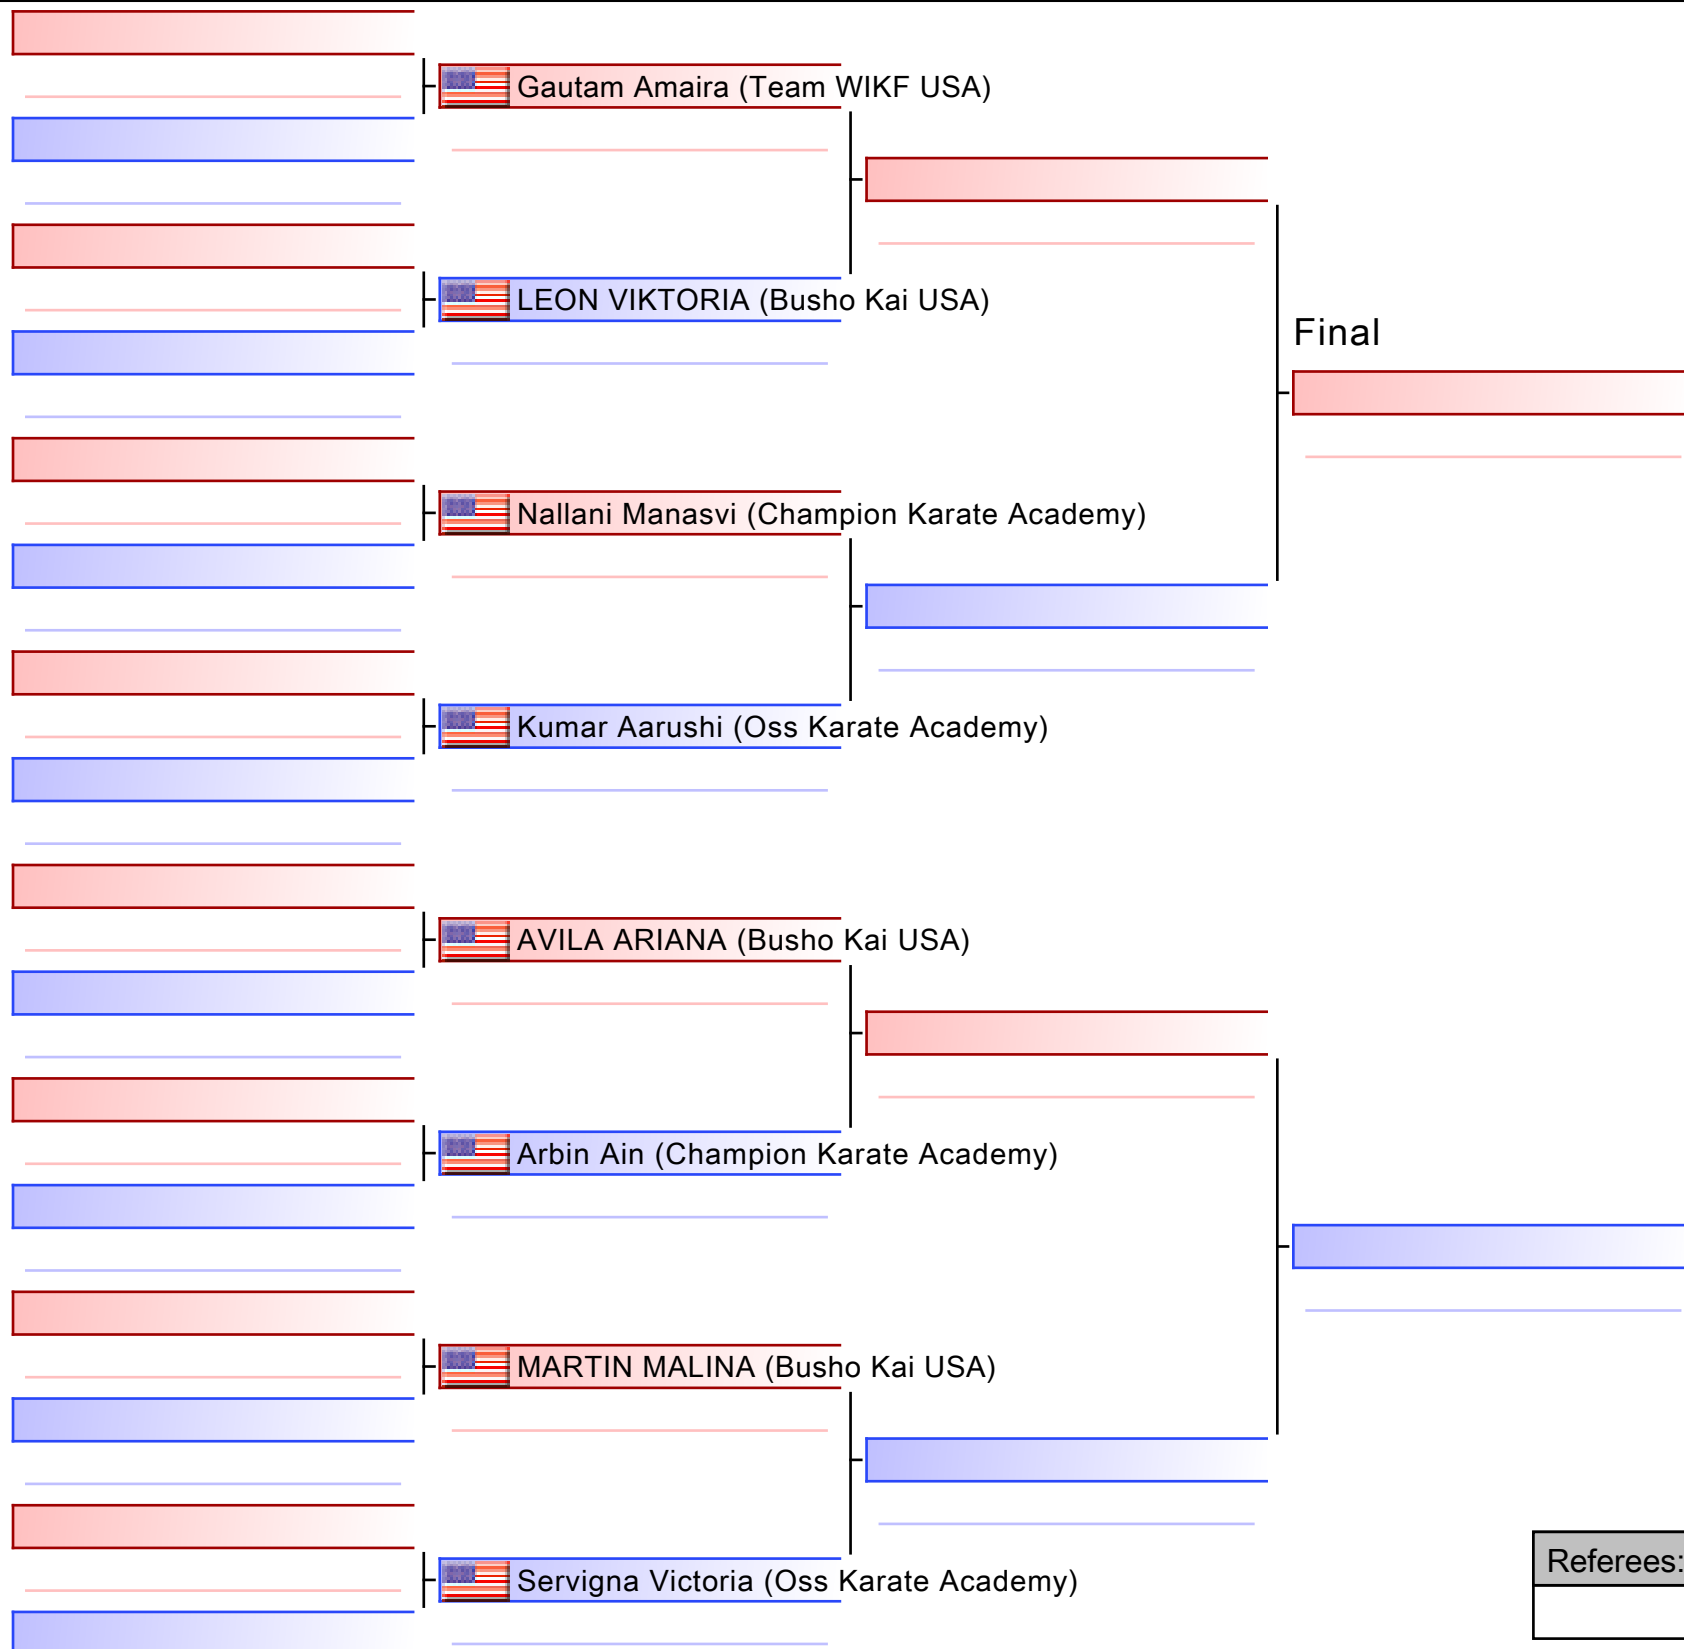 Gautam Amaira (Team WIKF USA)
LEON VIKTORIA (Busho Kai USA)
Final
Nallani Manasvi (Champion Karate Academy)
Kumar Aarushi (Oss Karate Academy)
AVILA ARIANA (Busho Kai USA)
Arbin Ain (Champion Karate Academy)
MARTIN MALINA (Busho Kai USA)
Servigna Victoria (Oss Karate Academy)
Referees: